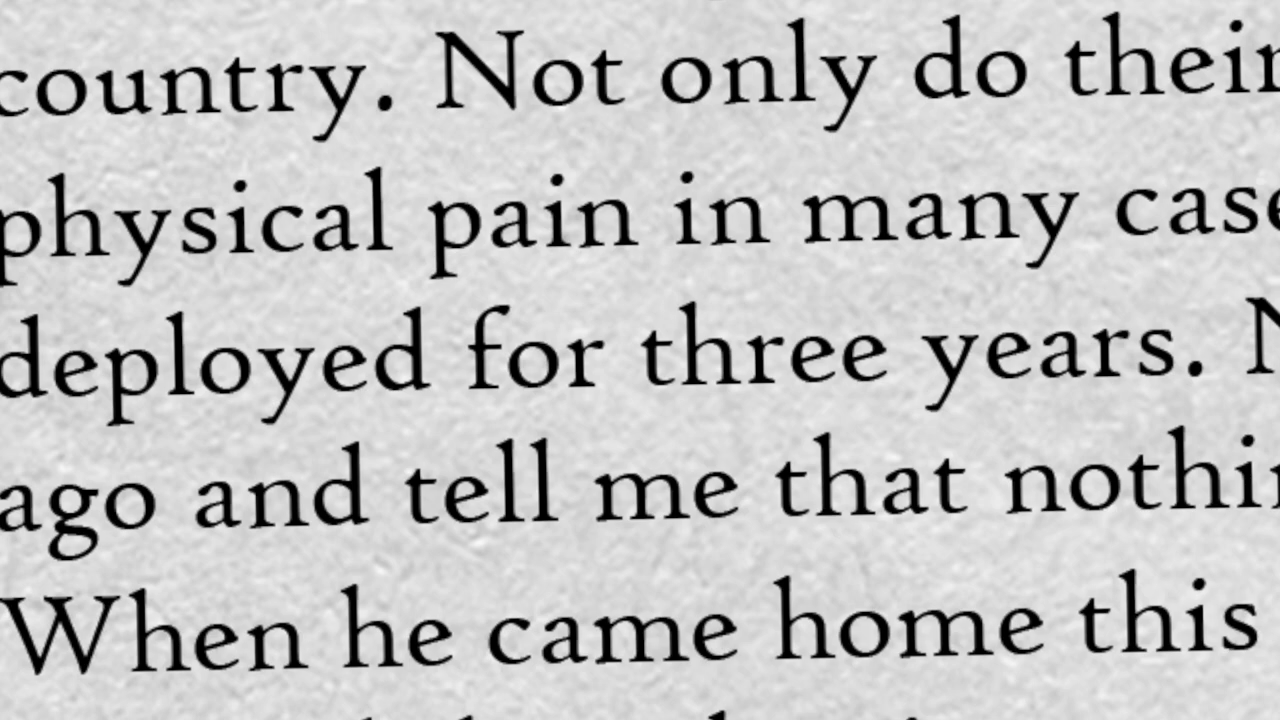 country. Not only do their
physical pain in many case
deployed for three years. N
ago and tell me that nothin
When he came home this